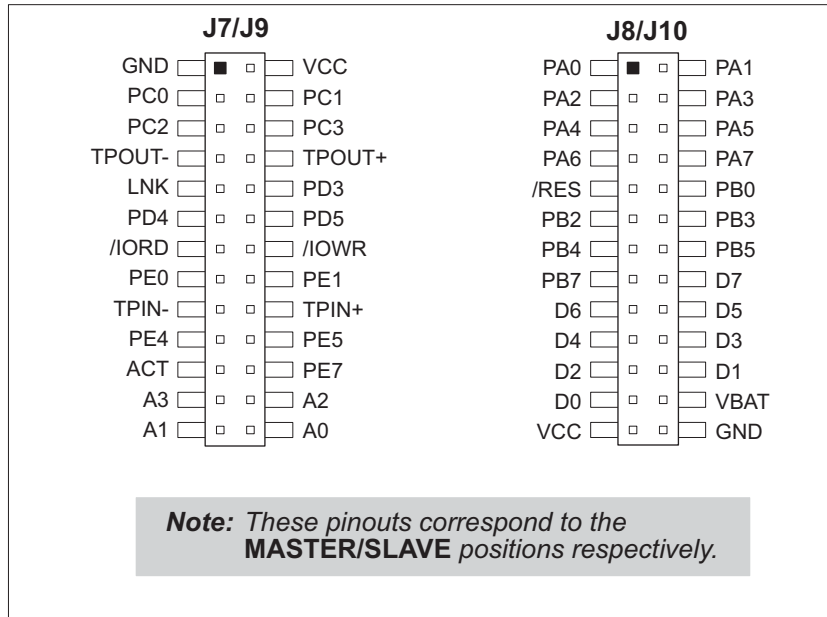 J7/J9
GND VCC
PC0 PC1
PC2 PC3
TPOUT- TPOUT+
LNK PD3
PD4 PD5
/IORD /IOWR
PE0 PE1
TPIN- TPIN+
PE4 PE5
ACT PE7
A3 A2
A1 A0
J8/J10
PA0 PA1
PA2 PA3
PA4 PA5
PA6 PA7
/RES PB0
PB2 PB3
PB4 PB5
PB7 D7
D6 D5
D4 D3
D2 D1
D0 VBAT
VCC GND
Note: These pinouts correspond to the
MASTER/SLAVE positions respectively.